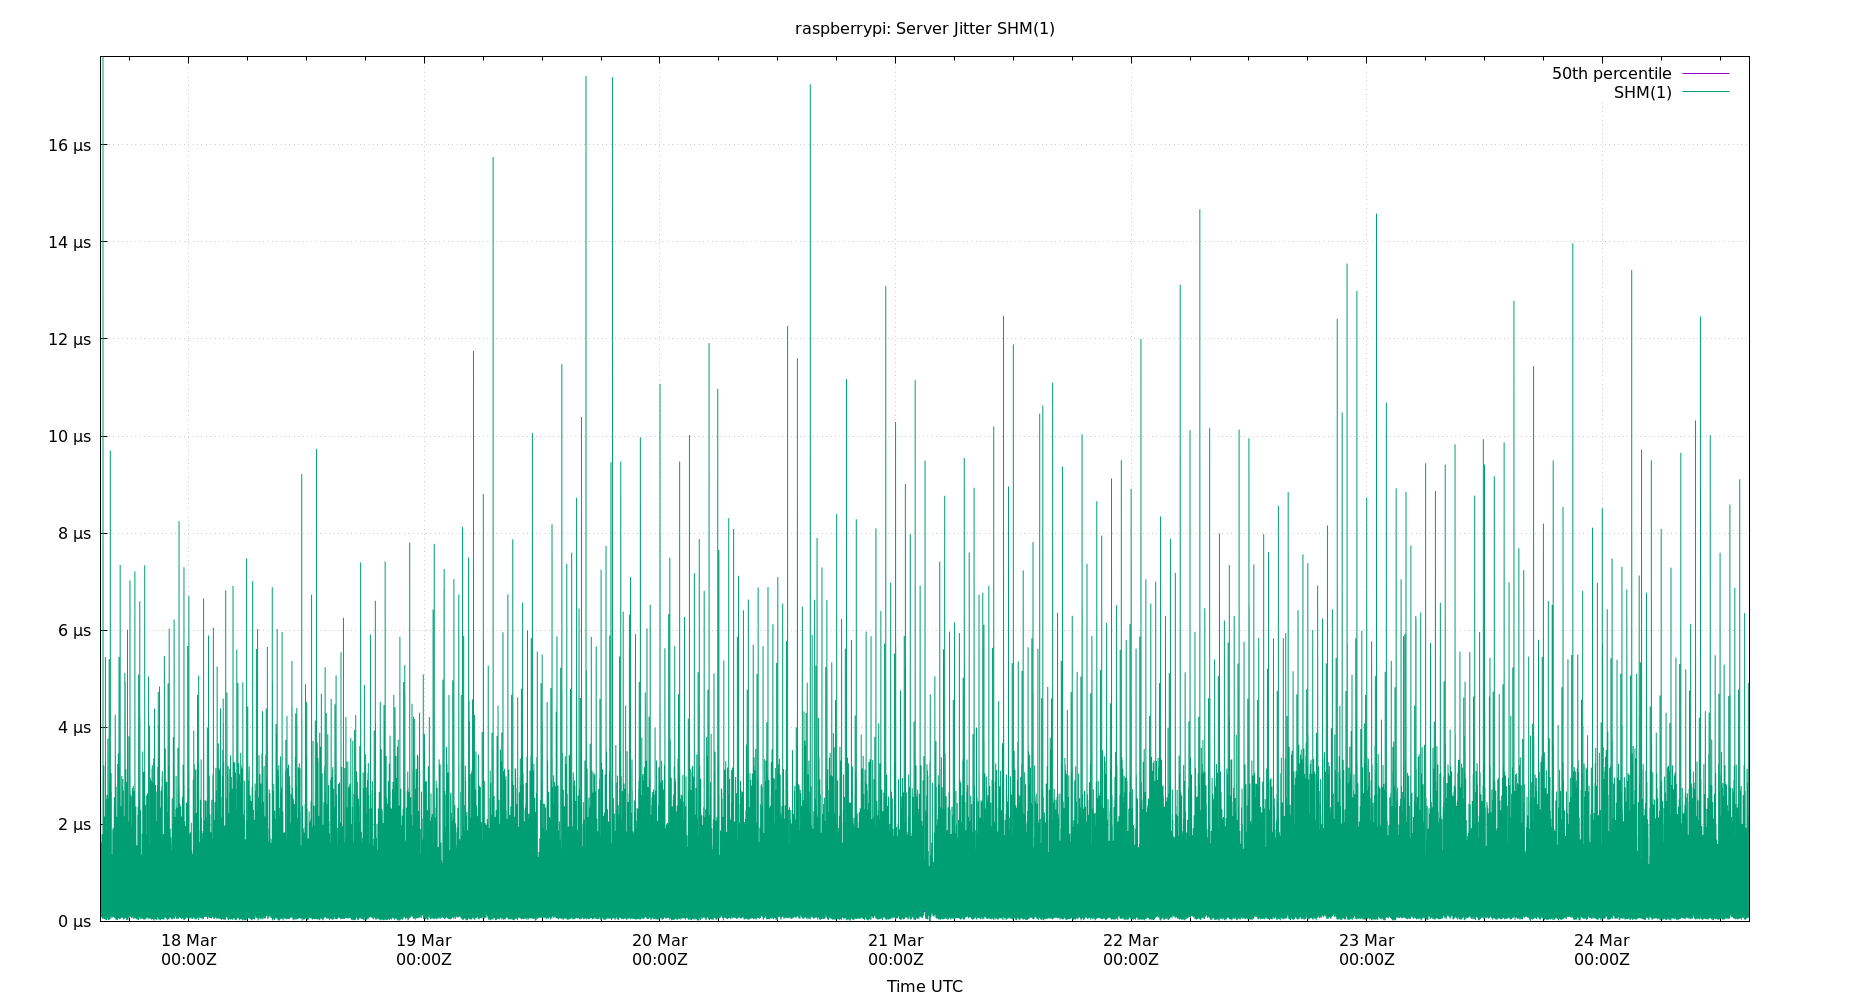 raspberrypi: Server Jitter SHM(1)
50th percentile
SHM(1)
16 µs
14 µs
12 µs
10 µs
8 µs
6 µs
4 µs
2 µs
0 µs
18 Mar 19 Mar 20 Mar 21 Mar 22 Mar 23 Mar 24 Mar
00:00Z 00:00Z 00:00Z 00:00Z 00:00Z 00:00Z 00:00Z
Time UTC